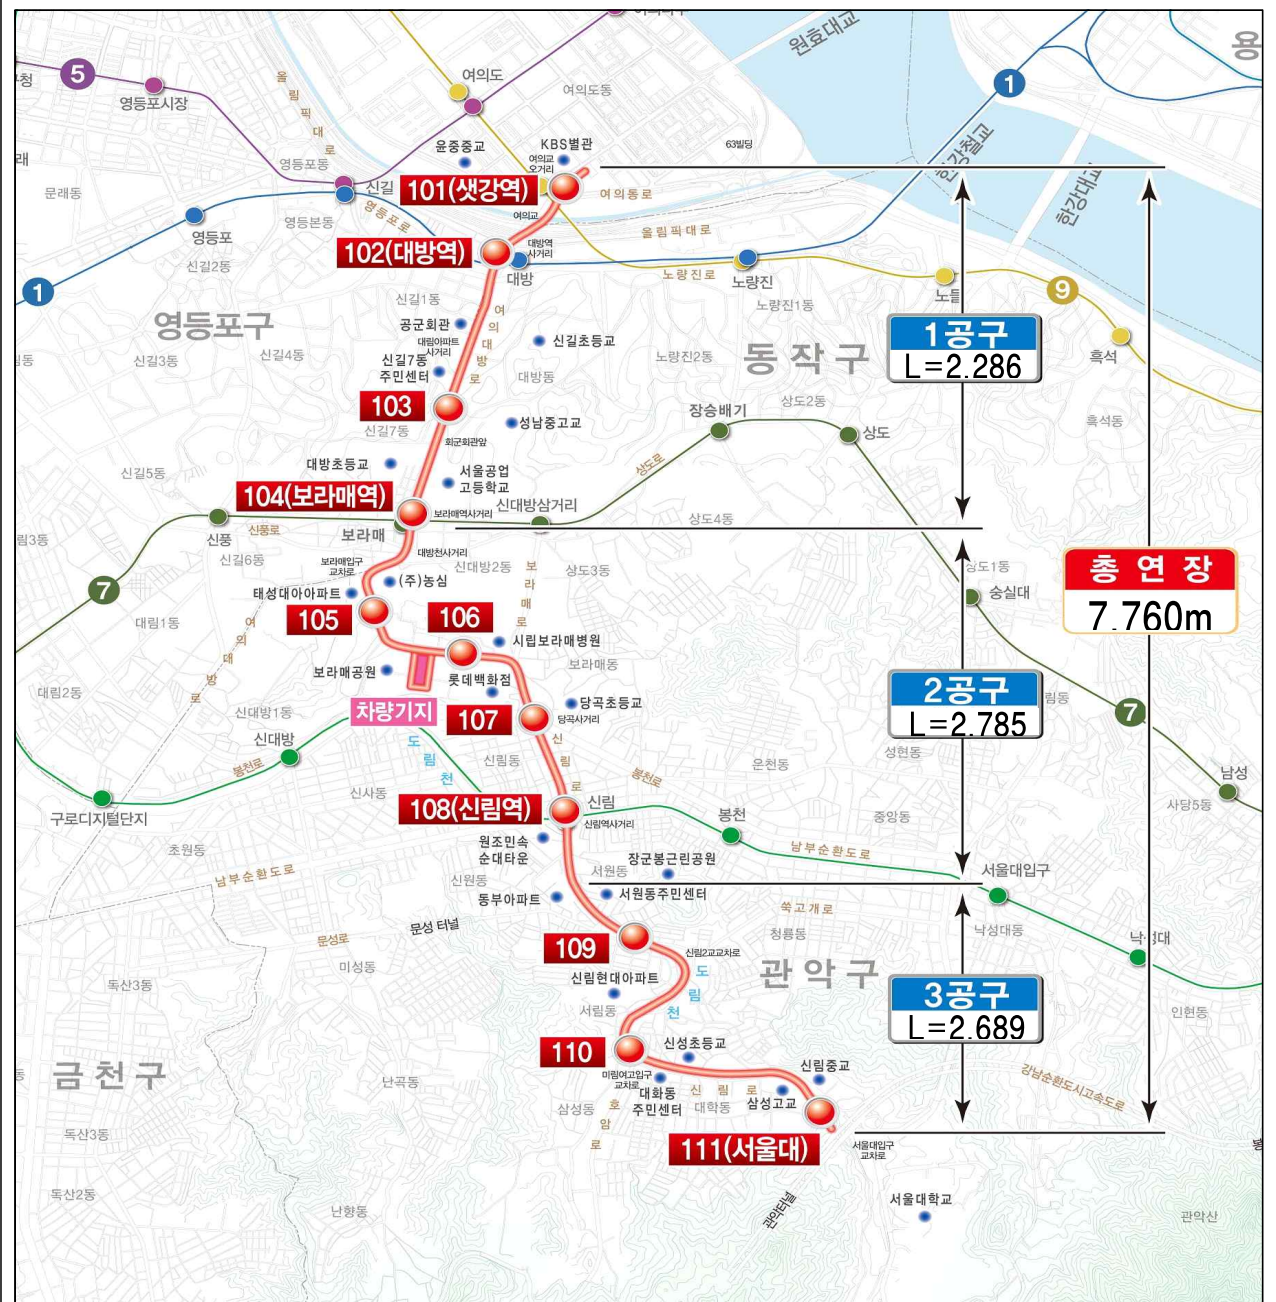 용
원효대교
여의도
5
청
영등포시장
올림픽대로
여의도동
1
래
영등포동
윤중중교
KBS별관
여의교
오거리
63빌딩
한강철교
한강대교
문래동
신길
101(샛강역)
여의동로
영등본동
영등포로
여의교
영등포
올림픽대로
102(대방역)
대방역
사거리
신길2동
대방
노량진로
노량진
노들
9
1
신길1동
노량진1동
영등포구
공군회관
여의대방로
대림아파트
사거리
신길초등교
1공구
L=2.286
신길3동
신길4동
신길7동
주민센터
대방동
노량진2동
동작구
흑석
103
장승배기
상도2동
흑석동
신길7동
성남중고교
상도
회군회관앞
신길5동
대방초등교
서울공업
고등학교
상도로
104(보라매역)
신대방삼거리
보라매역사거리
상도4동
신풍
신풍로
보라매
림3동
신길6동
대방천사거리
보라매입구
교차로
신대방2동
보라매로
상도3동
상도1동
총연장
7.760m
7
태성대아아파트
(주)농심
숭실대
105
106
대림1동
여의대방로
시립보라매병원
보라매동
보라매공원
롯데백화점
2공구
L=2.785
대림2동
림동
신대방1동
차량기지
107
당곡초등교
당곡사거리
7
신대방
도림천
신림로
신림동
성현동
봉천로
봉천로
은천동
남성
신사동
108(신림역)
신림
사당5동
구로디지털단지
신림역사거리
봉천
중앙동
초원동
원조민속
순대타운
남부순환도로
장군봉근린공원
서울대입구
남부순환도로
신원동
서원동
동부아파트
서원동주민센터
쑥고개로
문성 터널
낙성대동
문성로
109
청룡동
낙성대
미성동
신림2교교차로
도림천
관악구
독산3동
신림현대아파트
3공구
L=2.689
서림동
인헌동
110
신성초등교
금천구
미림여고입구
교차로
신림중교
난곡동
대화동
주민센터
신림로
삼성고교
강남순환도시고속도로
삼성동
호암로
대학동
독산3동
111(서울대)
서울대입구
교차로
독산2동
서울대학교
난향동
관악터널
관악산